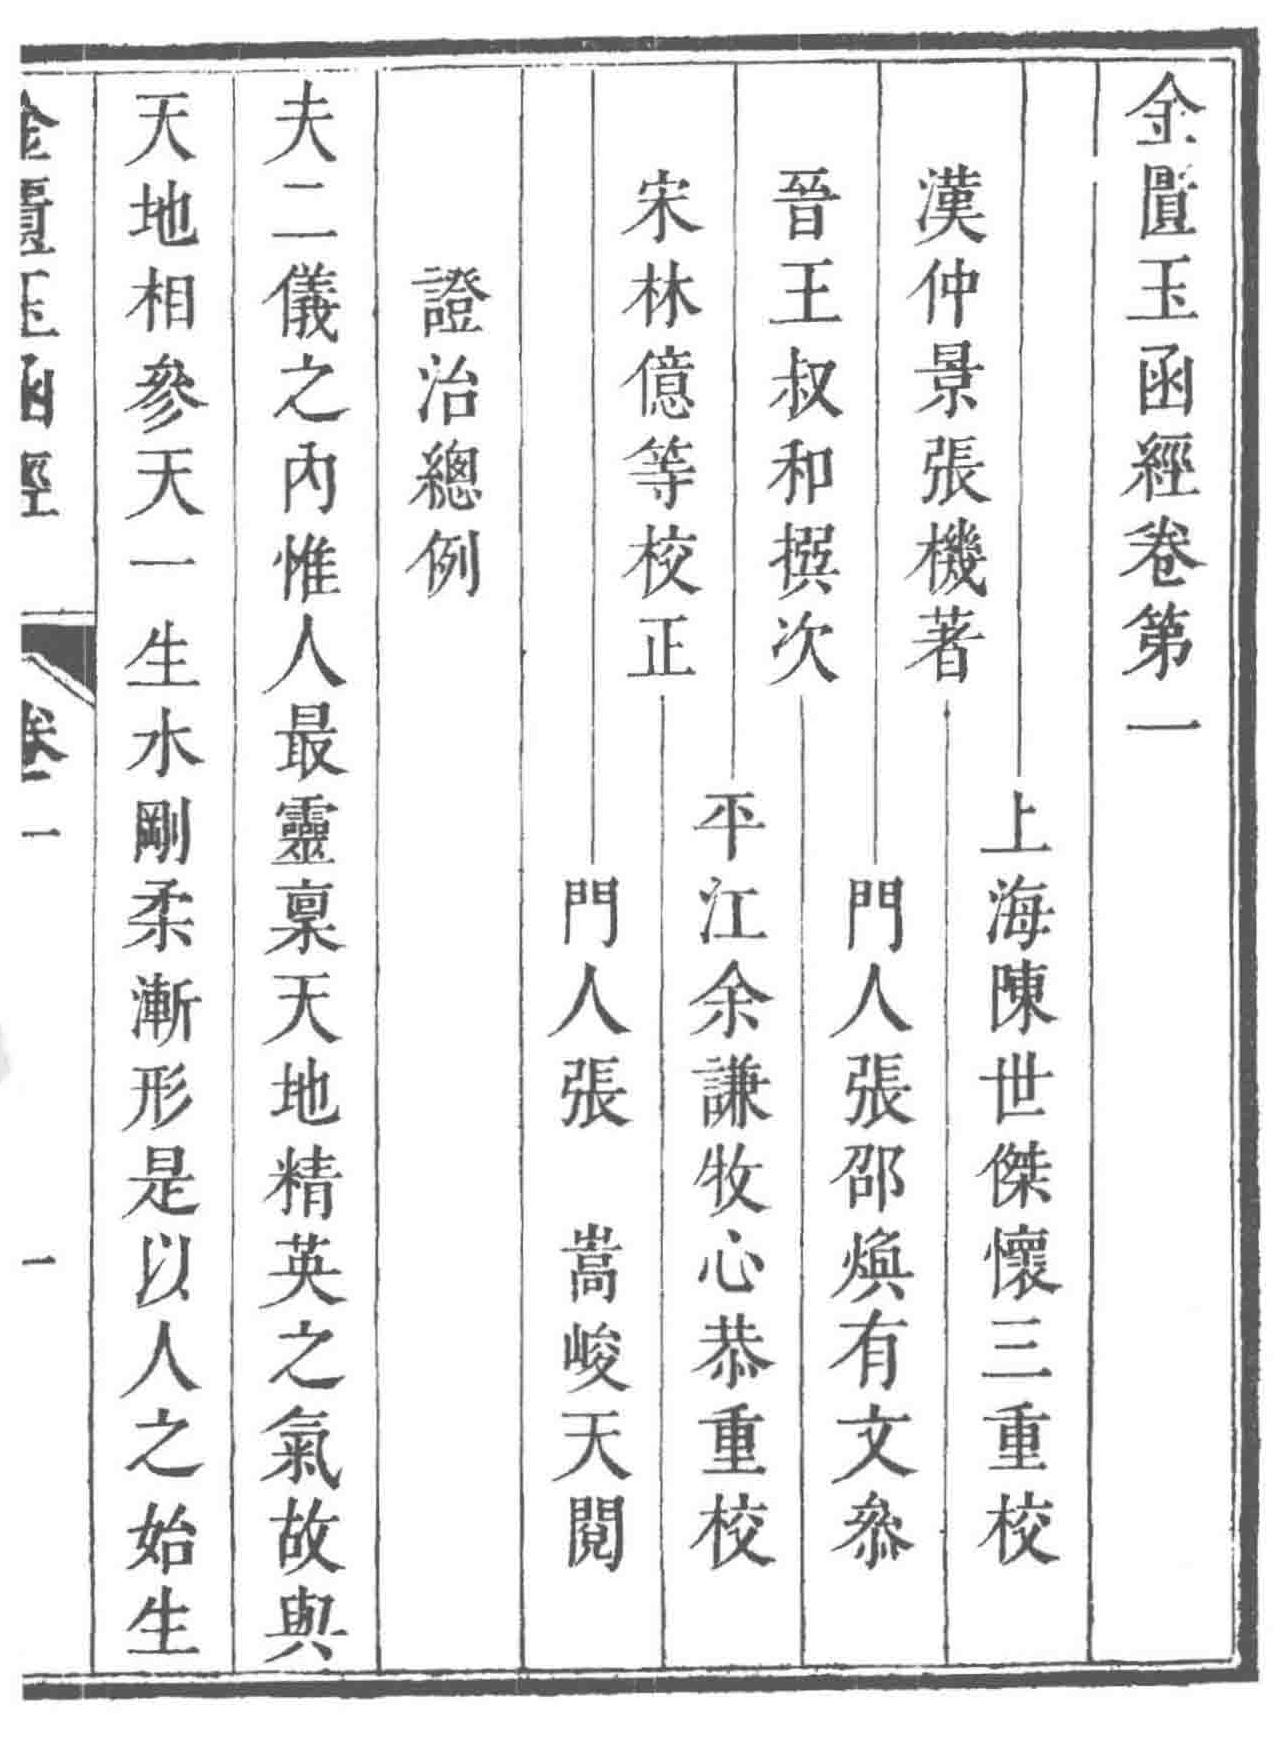 金匱玉函經卷第一
漢仲景張機著
晉王叔和撰次
宋林億等校正
上海陳世傑懷三重校
門人張邵煥有文叅
平江余謙牧心恭重校
門人張 嵩峻天閱
證治總例
夫二儀之內惟人最靈稟天地精英之氣故與
天地相參天一生水剛柔漸形是以人之始生
金匱玉函經 卷一 一